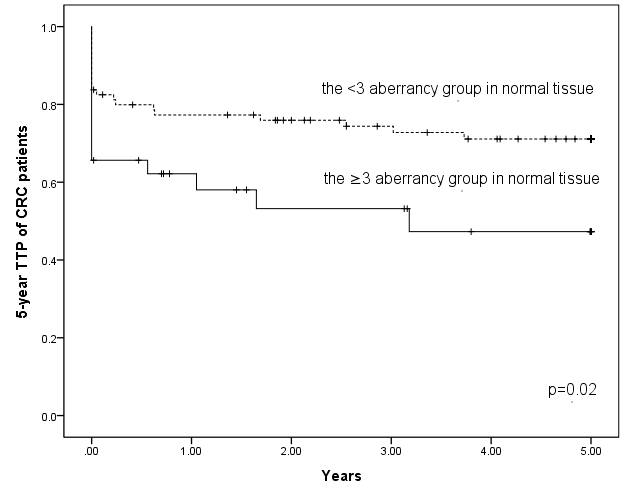 1.0
the <3 aberrancy group in normal tissue
0.8
the ≥3 aberrancy group in normal tissue
0.6
5-year TTP of CRC patients
0.4
0.2
p=0.02
0.0
.00 1.00 2.00 3.00 4.00 5.00
Years